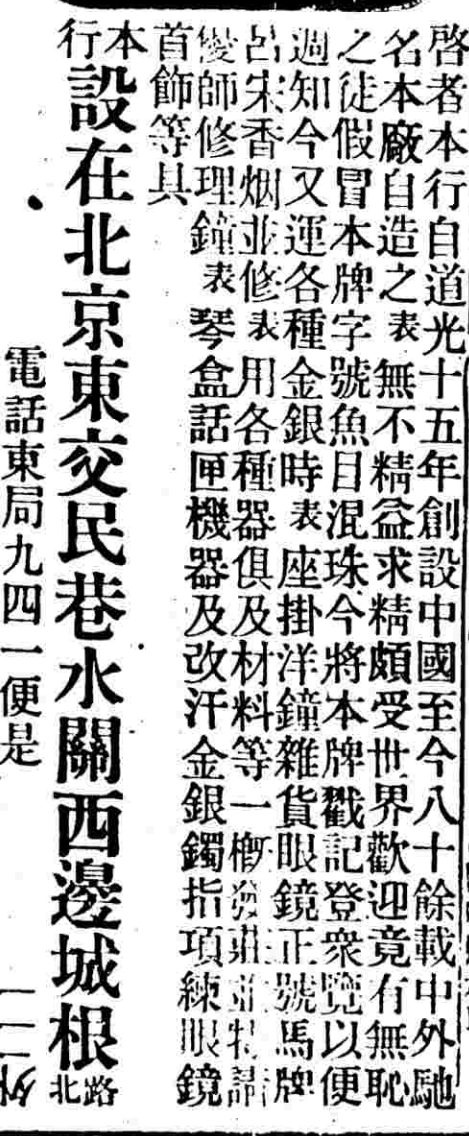 啓者本行自道光十五年創設中國至今八十餘載中外馳
名本廠自造之表無不精益求精頗受世界歡迎竟有無恥
之徒假冒本牌字號魚目混珠今將本牌戳記登衆覽以便
週知今又運各種金銀時表座掛洋鐘雜貨眼鏡正號馬牌
呂宋香烟並修表用各種器俱及材料等一概發莊並特請
變師修理鐘表琴盒話匣機器及改汗金銀鐲指項練眼鏡
首飾等具
本行設在北京東交民巷水關西邊城根路北
電話東局九四一便是